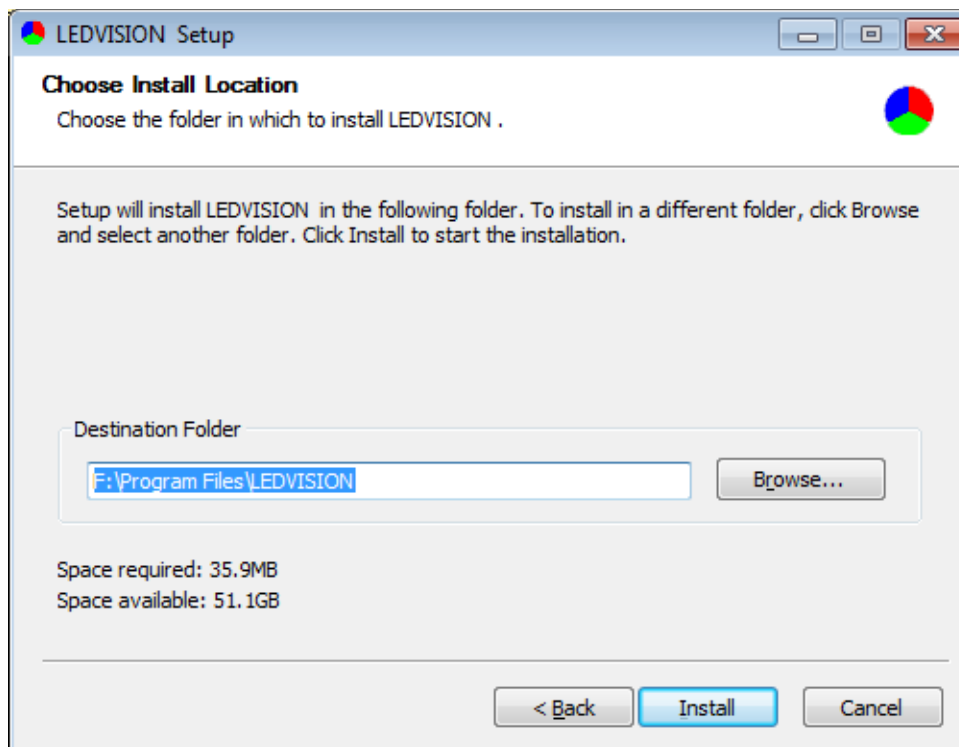 LEDVISION  Setup
Choose Install Location
Choose the folder in which to install LEDVISION .
Setup will install LEDVISION  in the following folder. To install in a different folder, click Browse
and select another folder. Click Install to start the installation.
Destination Folder
F:\Program Files\LEDVISION
Browse...
Space required: 35.9MB
Space available: 51.1GB
< Back
Install
Cancel